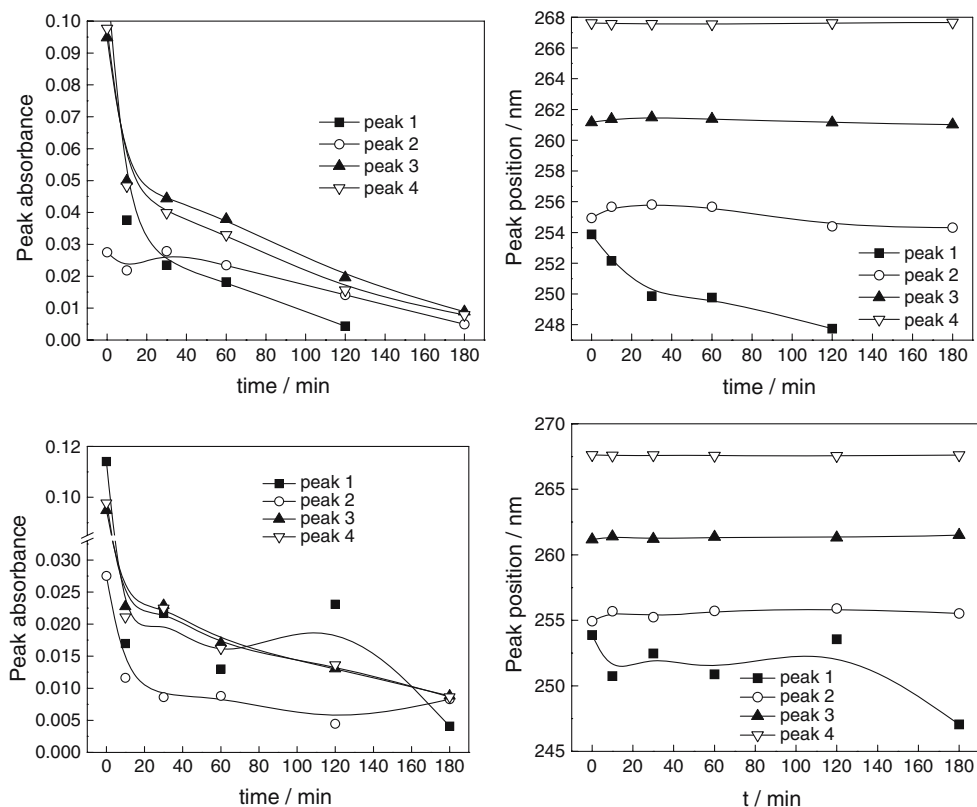 0.10
0.09
0.08
0.07
0.06
0.05
0.04
0.03
0.02
0.01
0.00
Peak absorbance
peak 1
peak 2
peak 3
peak 4
0 20 40 60 80 100 120 140 160 180
time / min
268
266
264
262
260
258
256
254
252
250
248
Peak position / nm
peak 1
peak 2
peak 3
peak 4
0 20 40 60 80 100 120 140 160 180
time / min
0.12
0.10
0.030
0.025
0.020
0.015
0.010
0.005
0.000
Peak absorbance
peak 1
peak 2
peak 3
peak 4
0 20 40 60 80 100 120 140 160 180
time / min
270
265
260
255
250
245
Peak position / nm
peak 1
peak 2
peak 3
peak 4
0 20 40 60 80 100 120 140 160 180
t / min